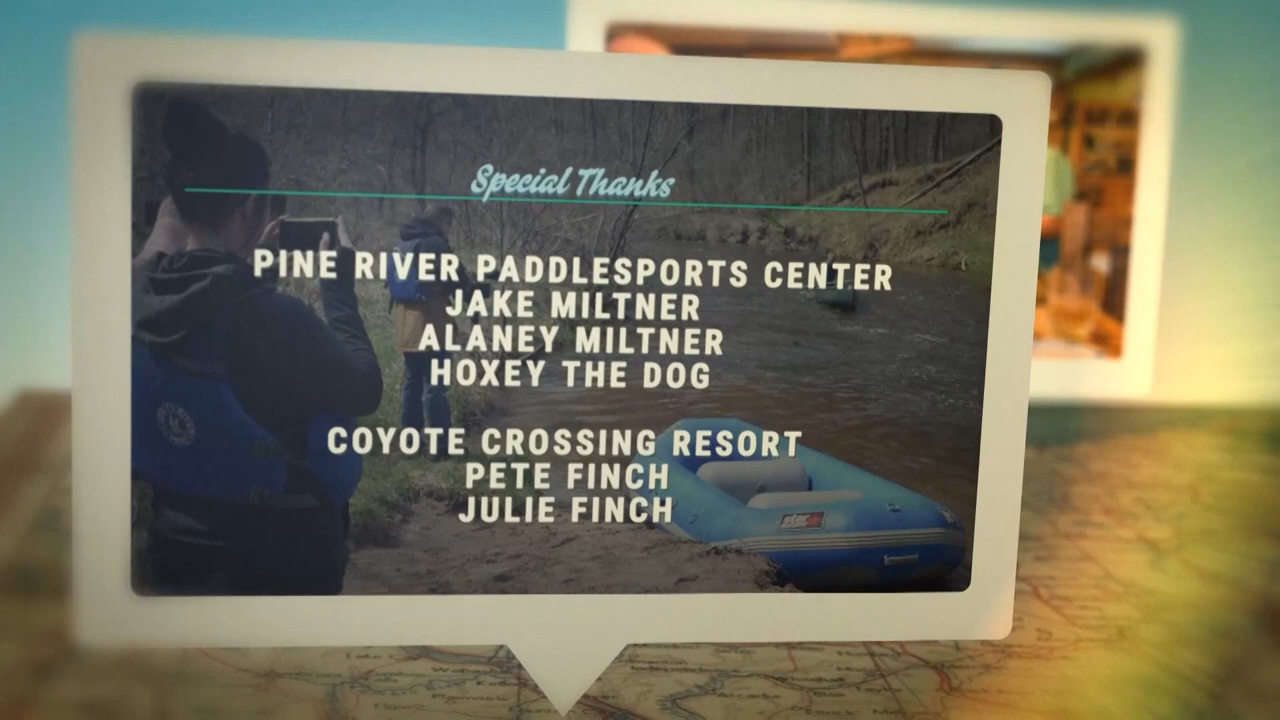 Special Thanks
PINE RIVER PADDLESPORTS CENTER
JAKE MILTNER
ALANEY MILTNER
HOXEY THE DOG
COYOTE CROSSING RESORT
PETE FINCH
JULIE FINCH